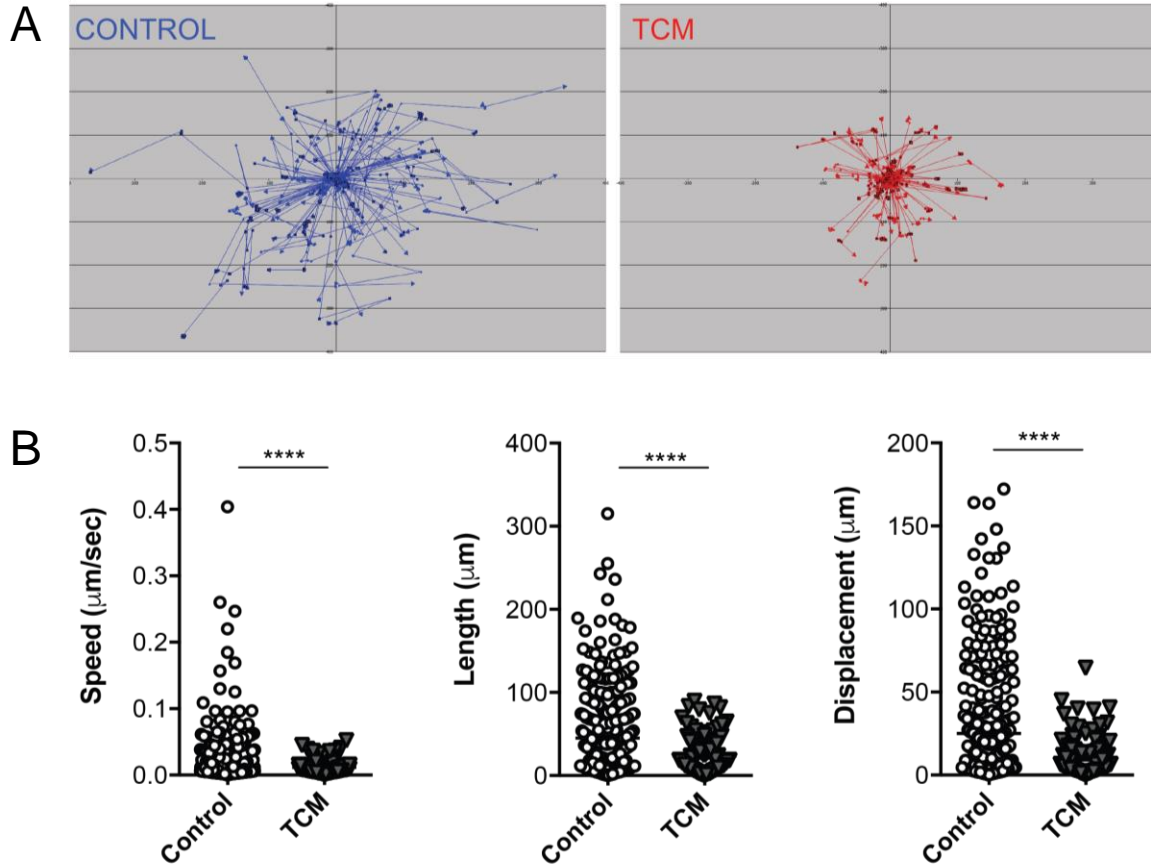 A
CONTROL
TCM
B
Speed (μm/sec)
0.5
0.4
0.3
0.2
0.1
0.0
****
Control
TCM
Length (μm)
400
300
200
100
0
****
Control
TCM
Displacement (μm)
200
150
100
50
0
****
Control
TCM